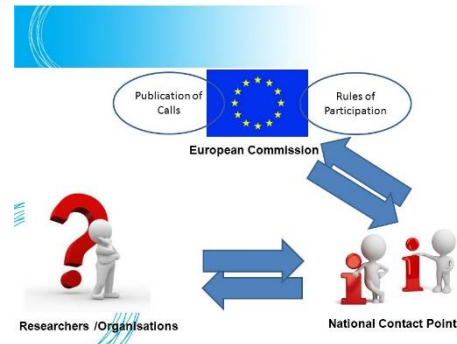 Publication of
Calls
Rules of
Participation
European Commission
Researchers /Organisations
National Contact Point